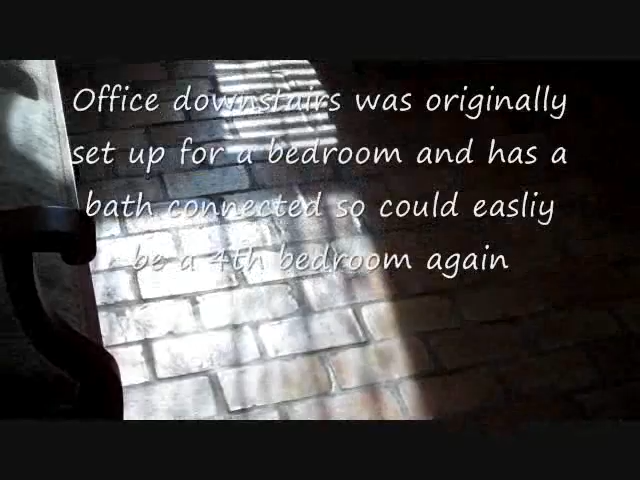 Office downstairs was originally
set up for a bedroom and has a
bath connected so could easliy
be a 4th bedroom again